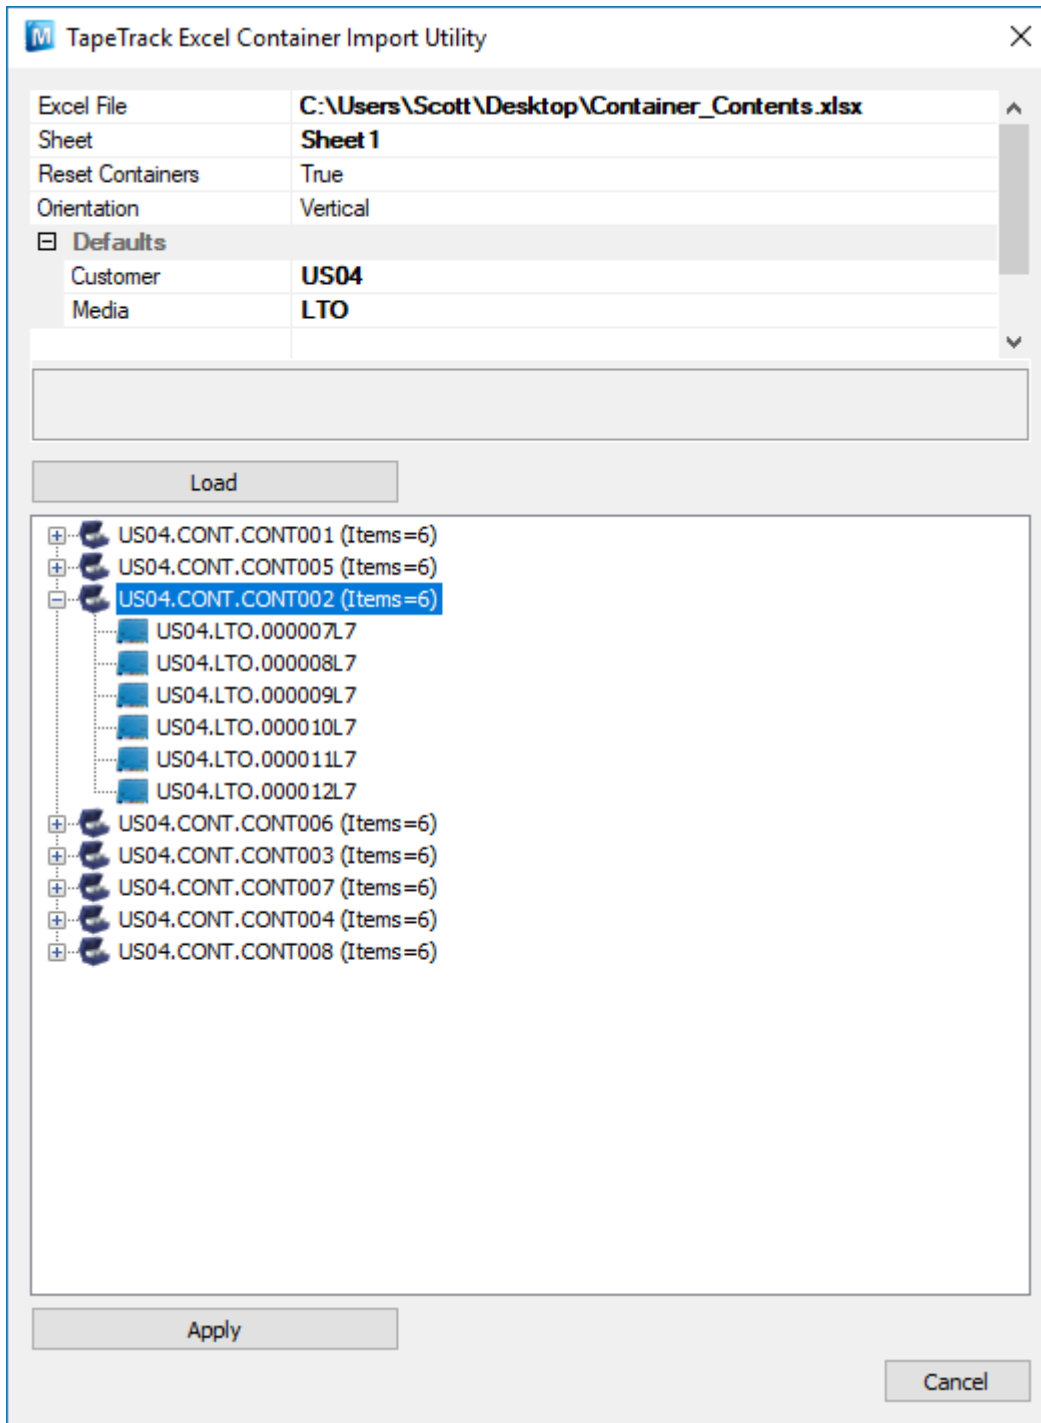 TapeTrack Excel Container Import Utility
Excel File C:\Users\Scott\Desktop\Container_Contents.xlsx
Sheet Sheet1
Reset Containers True
Orientation Vertical
Defaults
Customer US04
Media LTO
Load
US04.CONT.CONT001 (Items=6)
US04.CONT.CONT005 (Items=6)
US04.CONT.CONT002 (Items=6)
US04.LTO.000007L7
US04.LTO.000008L7
US04.LTO.000009L7
US04.LTO.000010L7
US04.LTO.000011L7
US04.LTO.000012L7
US04.CONT.CONT006 (Items=6)
US04.CONT.CONT003 (Items=6)
US04.CONT.CONT007 (Items=6)
US04.CONT.CONT004 (Items=6)
US04.CONT.CONT008 (Items=6)
Apply
Cancel